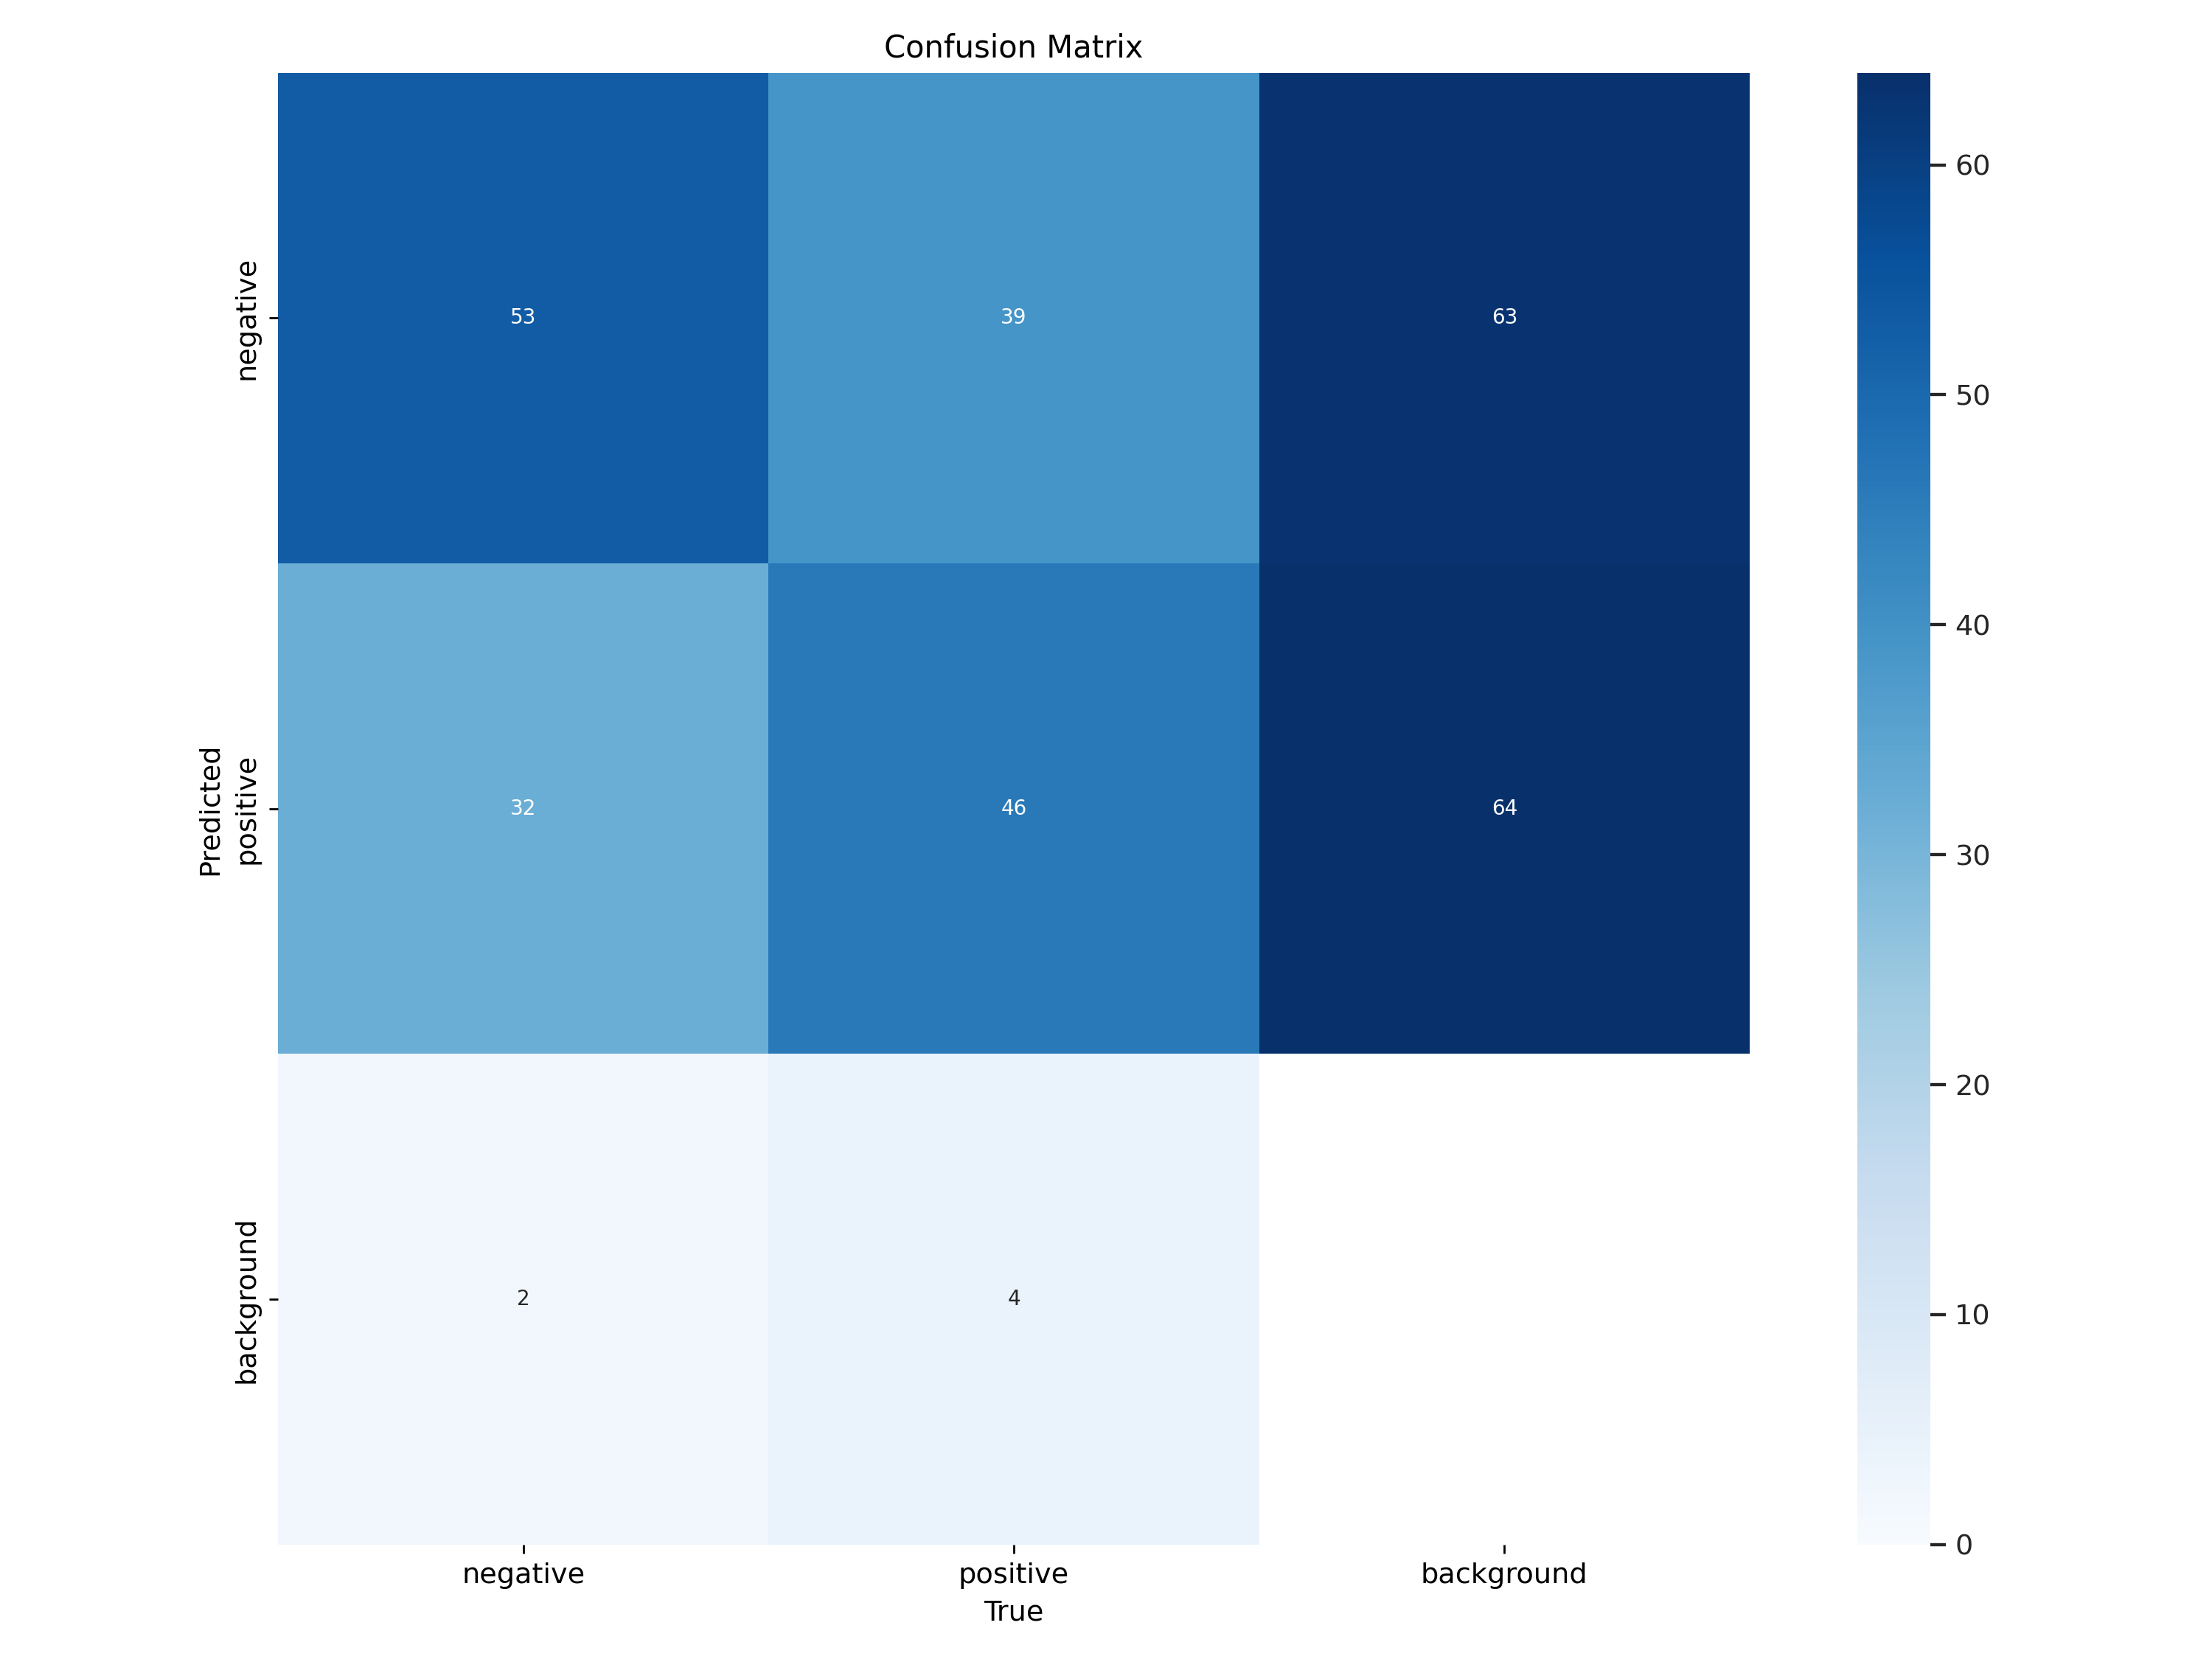 Confusion Matrix
negative
53
39
63
60
50
40
30
20
10
0
Predicted
positive
32
46
64
background
2
4
negative
positive
background
True